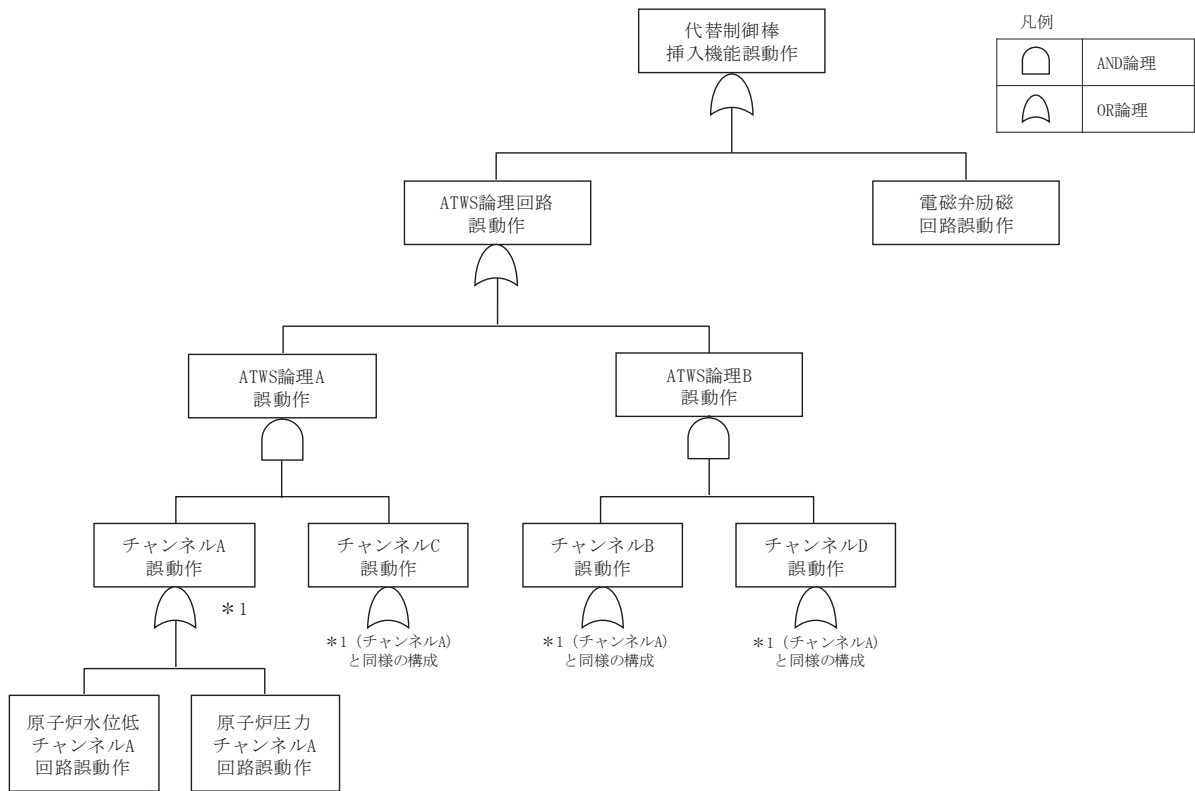 代替制御棒
挿入機能誤動作
凡例
AND論理
OR論理
ATWS論理回路
誤動作
電磁弁励磁
回路誤動作
ATWS論理A
誤動作
ATWS論理B
誤動作
チャンネルA
誤動作
チャンネルC
誤動作
チャンネルB
誤動作
チャンネルD
誤動作
＊1
＊1（チャンネルA)
と同様の構成
＊1（チャンネルA)
と同様の構成
＊1（チャンネルA)
と同様の構成
原子炉水位低
チャンネルA
回路誤動作
原子炉圧力
チャンネルA
回路誤動作